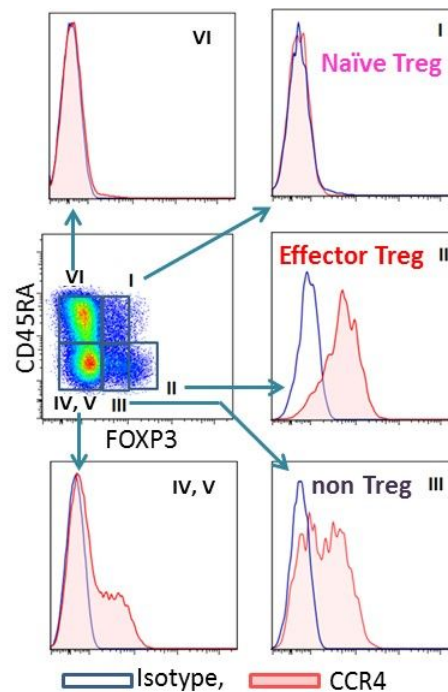 VI
I
Naïve Treg
CD45RA
VI
I
II
IV, V
III
FOXP3
Effector Treg
II
IV, V
non Treg
III
Isotype,
CCR4